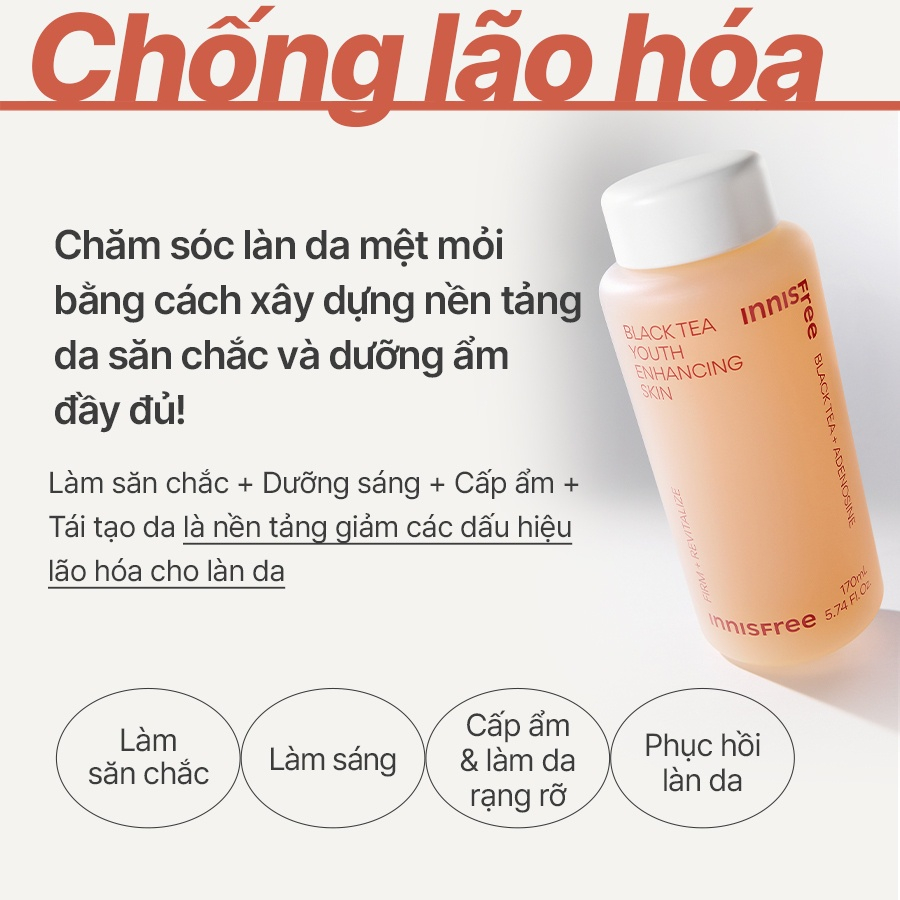 Chống lão hóa
Chăm sóc làn da mệt mỏi
bằng cách xây dựng nền tảng
da săn chắc và dưỡng ẩm
đầy đủ!
Làm săn chắc + Dưỡng sáng + Cấp ẩm +
Tái tạo da là nền tảng giảm các dấu hiệu
lão hóa cho làn da
innisFree
BLACK TEA
YOUTH
ENHANCING
SKIN
BLACK TEA + ADENOSINE
FIRM + REVITALIZE
170mL
5.74 Fl.Oz.
innisFree
Làm
săn chắc
Làm sáng
Cấp ẩm
& làm da
rạng rỡ
Phục hồi
làn da